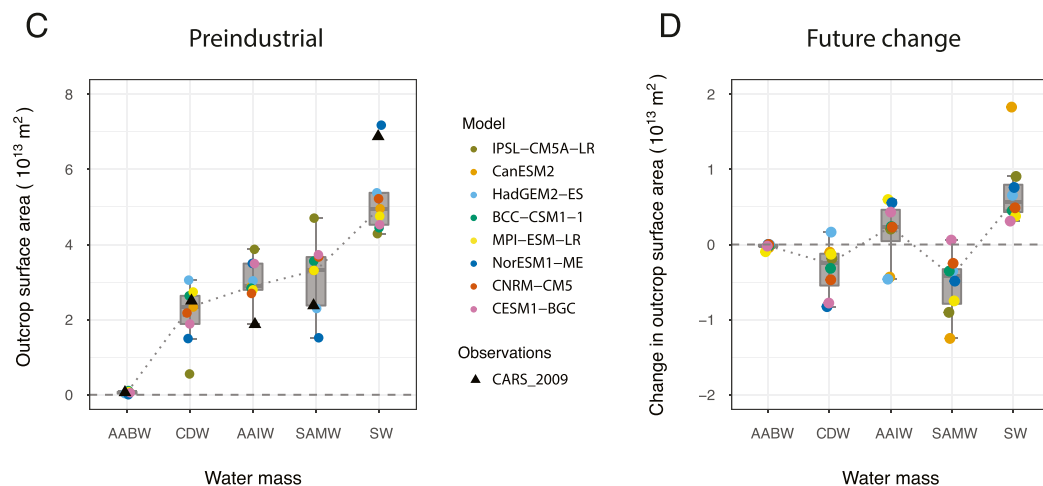 C
Preindustrial
Outcrop surface area ( 10¹³ m² )
8
6
4
2
0
AABW CDW AAIW SAMW SW
Water mass
Model
IPSL−CM5A−LR
CanESM2
HadGEM2−ES
BCC−CSM1−1
MPI−ESM−LR
NorESM1−ME
CNRM−CM5
CESM1−BGC
Observations
CARS_2009
D
Future change
Change in outcrop surface area ( 10¹³ m² )
2
1
0
−1
−2
AABW CDW AAIW SAMW SW
Water mass